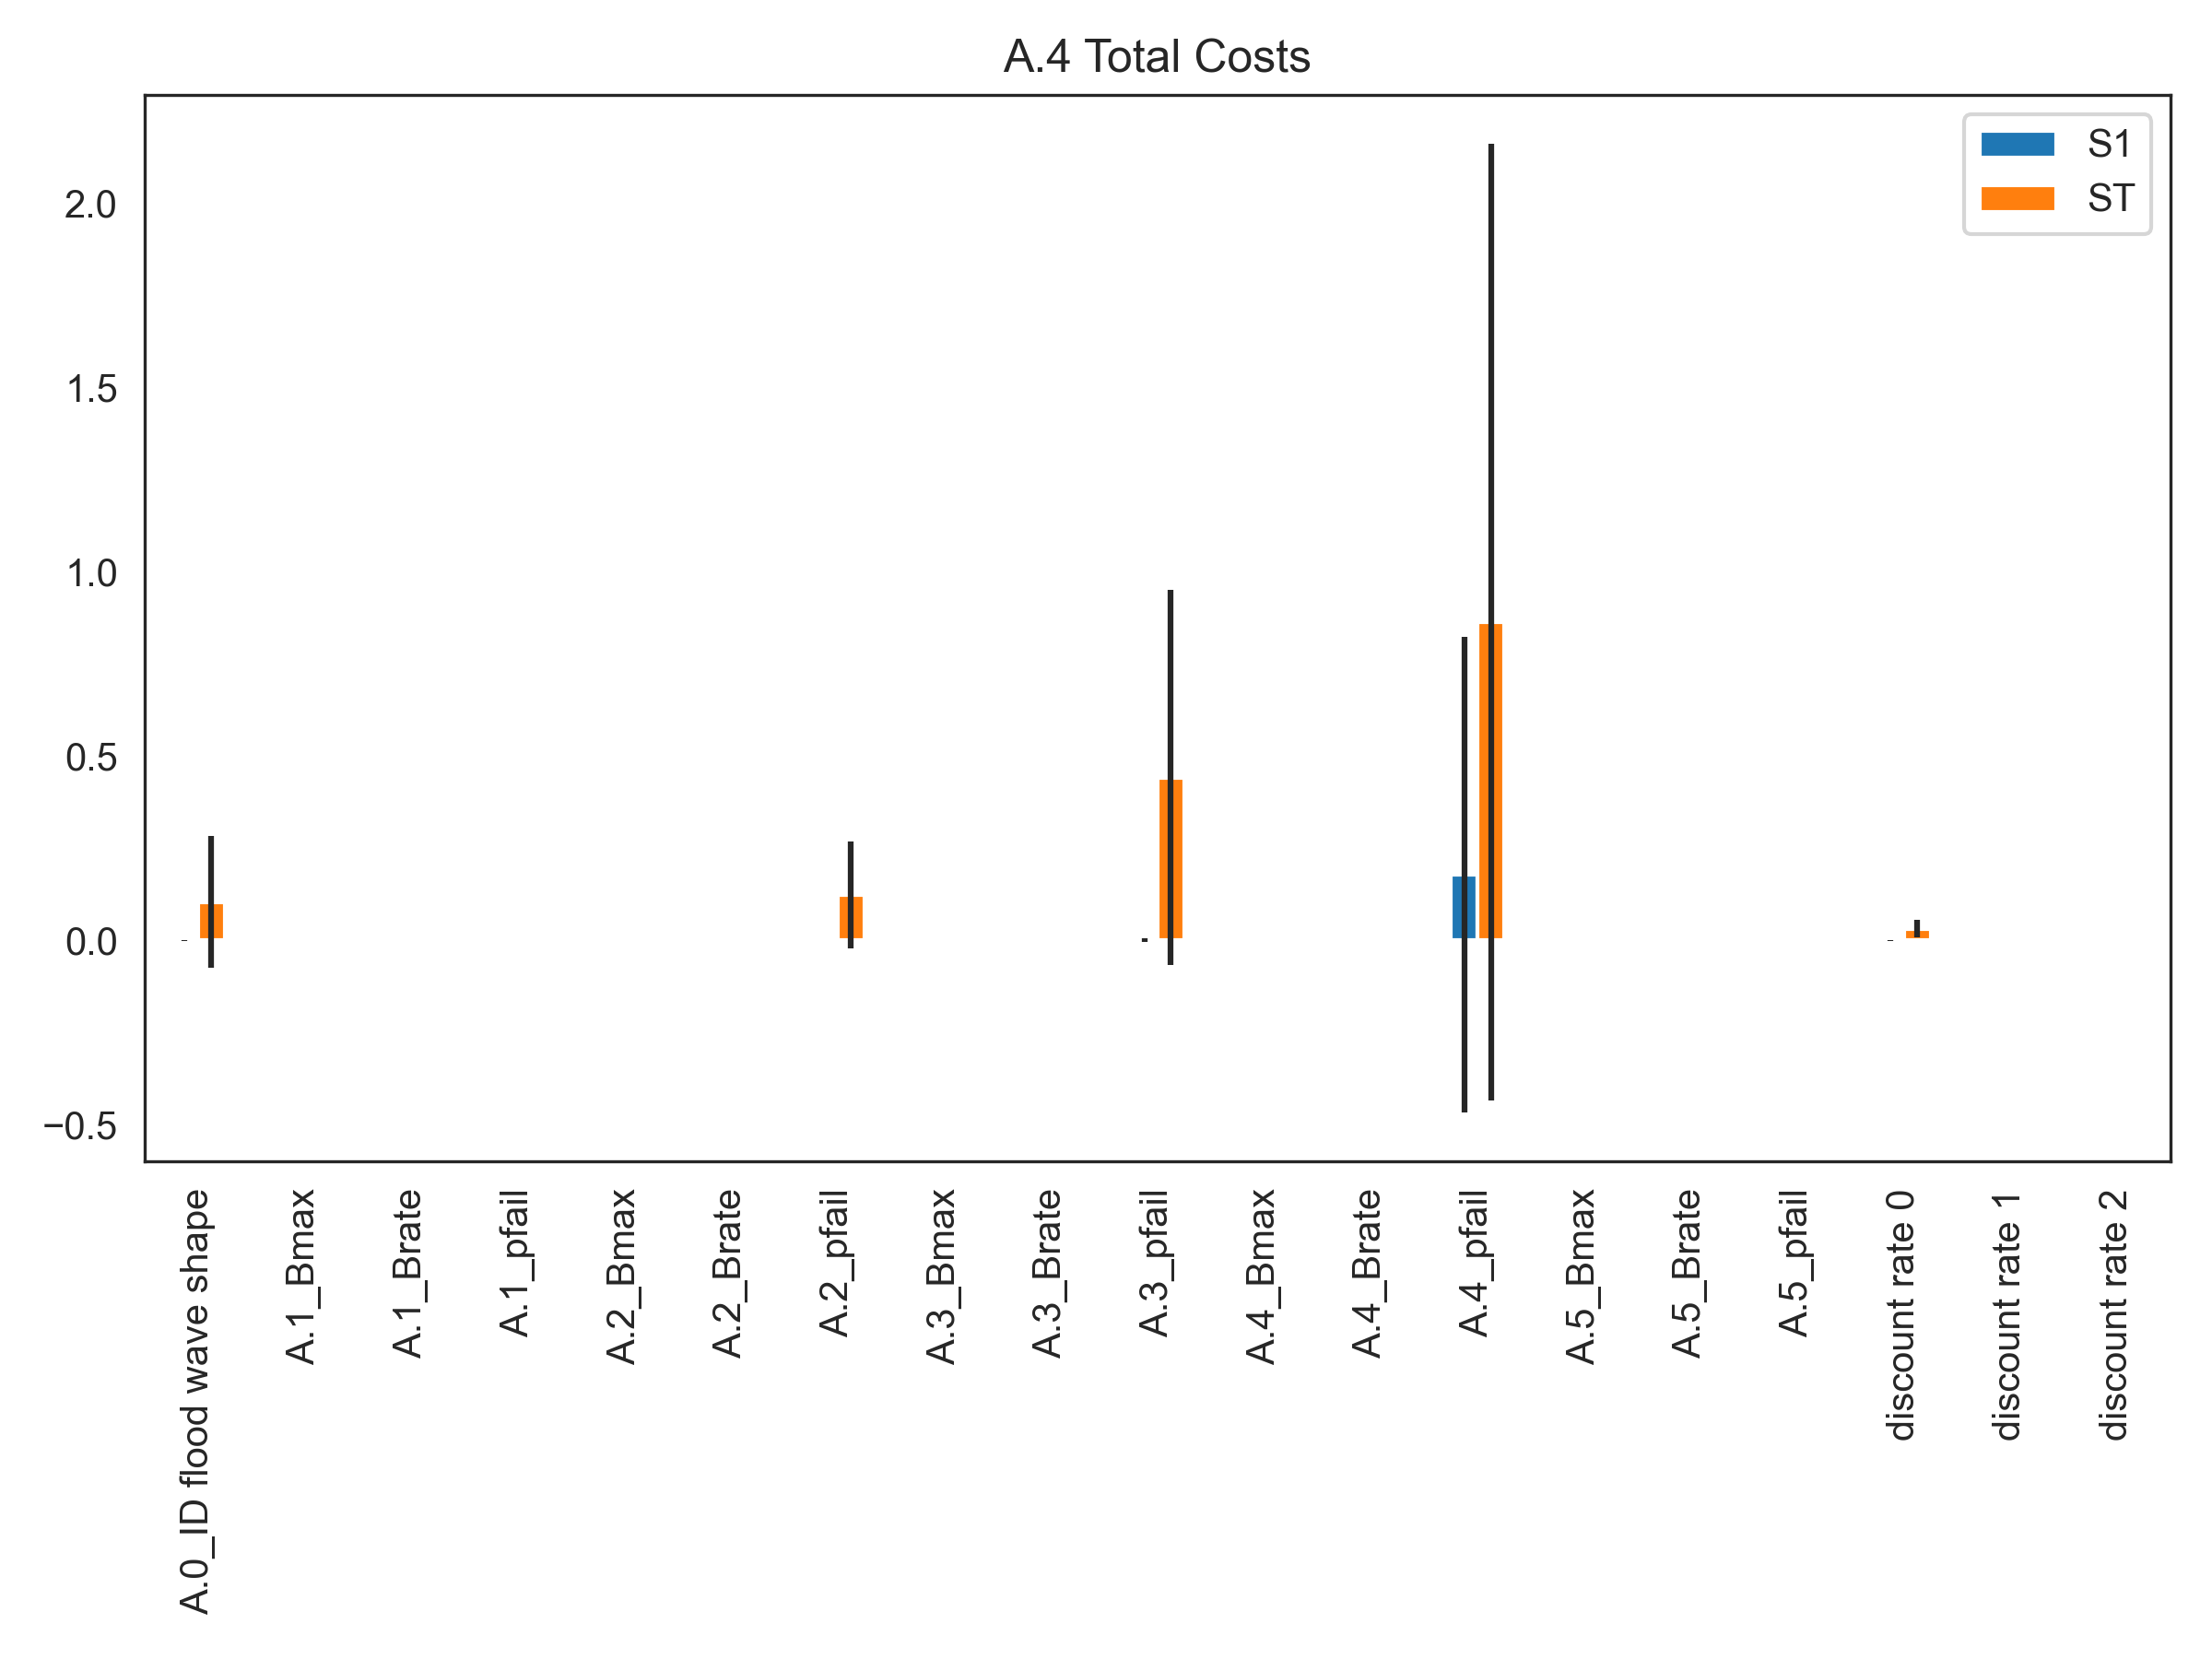 A.4 Total Costs
S1
ST
2.0
1.5
1.0
0.5
0.0
−0.5
A.0_ID flood wave shape
A.1_Bmax
A.1_Brate
A.1_pfail
A.2_Bmax
A.2_Brate
A.2_pfail
A.3_Bmax
A.3_Brate
A.3_pfail
A.4_Bmax
A.4_Brate
A.4_pfail
A.5_Bmax
A.5_Brate
A.5_pfail
discount rate 0
discount rate 1
discount rate 2